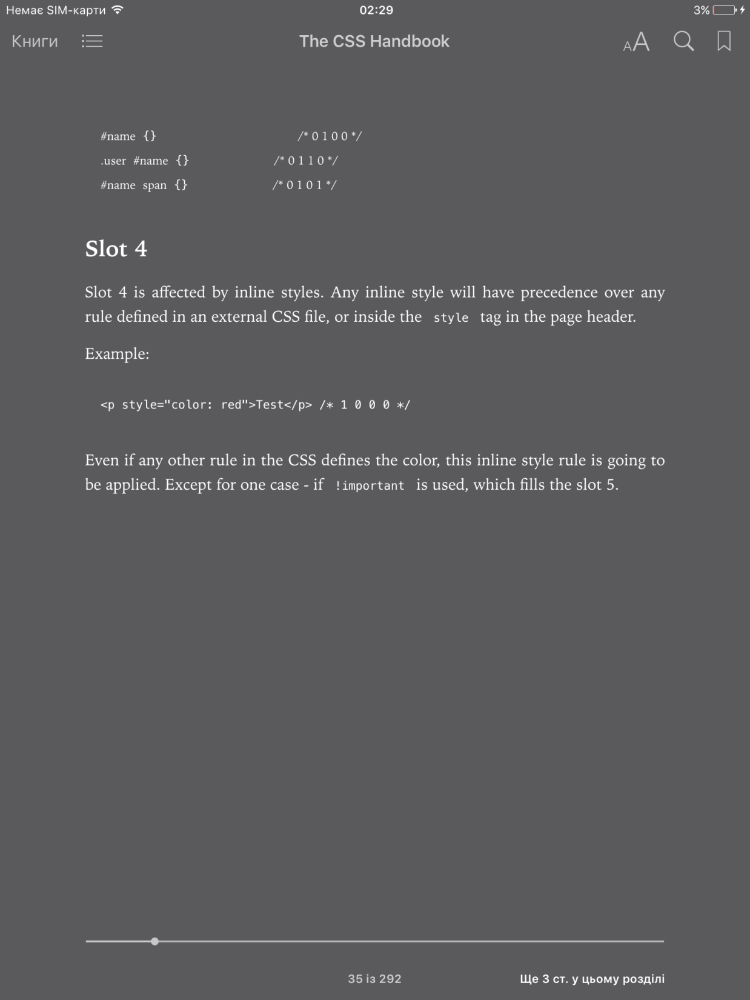 Немає SIM-карти 02:29 3%
Книги The CSS Handbook AA
#name {} /* 0 1 0 0 */
.user #name {} /* 0 1 1 0 */
#name span {} /* 0 1 0 1 */
Slot 4
Slot 4 is affected by inline styles. Any inline style will have precedence over any
rule defined in an external CSS file, or inside the style tag in the page header.
Example:
<p style="color: red">Test</p> /* 1 0 0 0 */
Even if any other rule in the CSS defines the color, this inline style rule is going to
be applied. Except for one case - if !important is used, which fills the slot 5.
35 із 292 Ще 3 ст. у цьому розділі